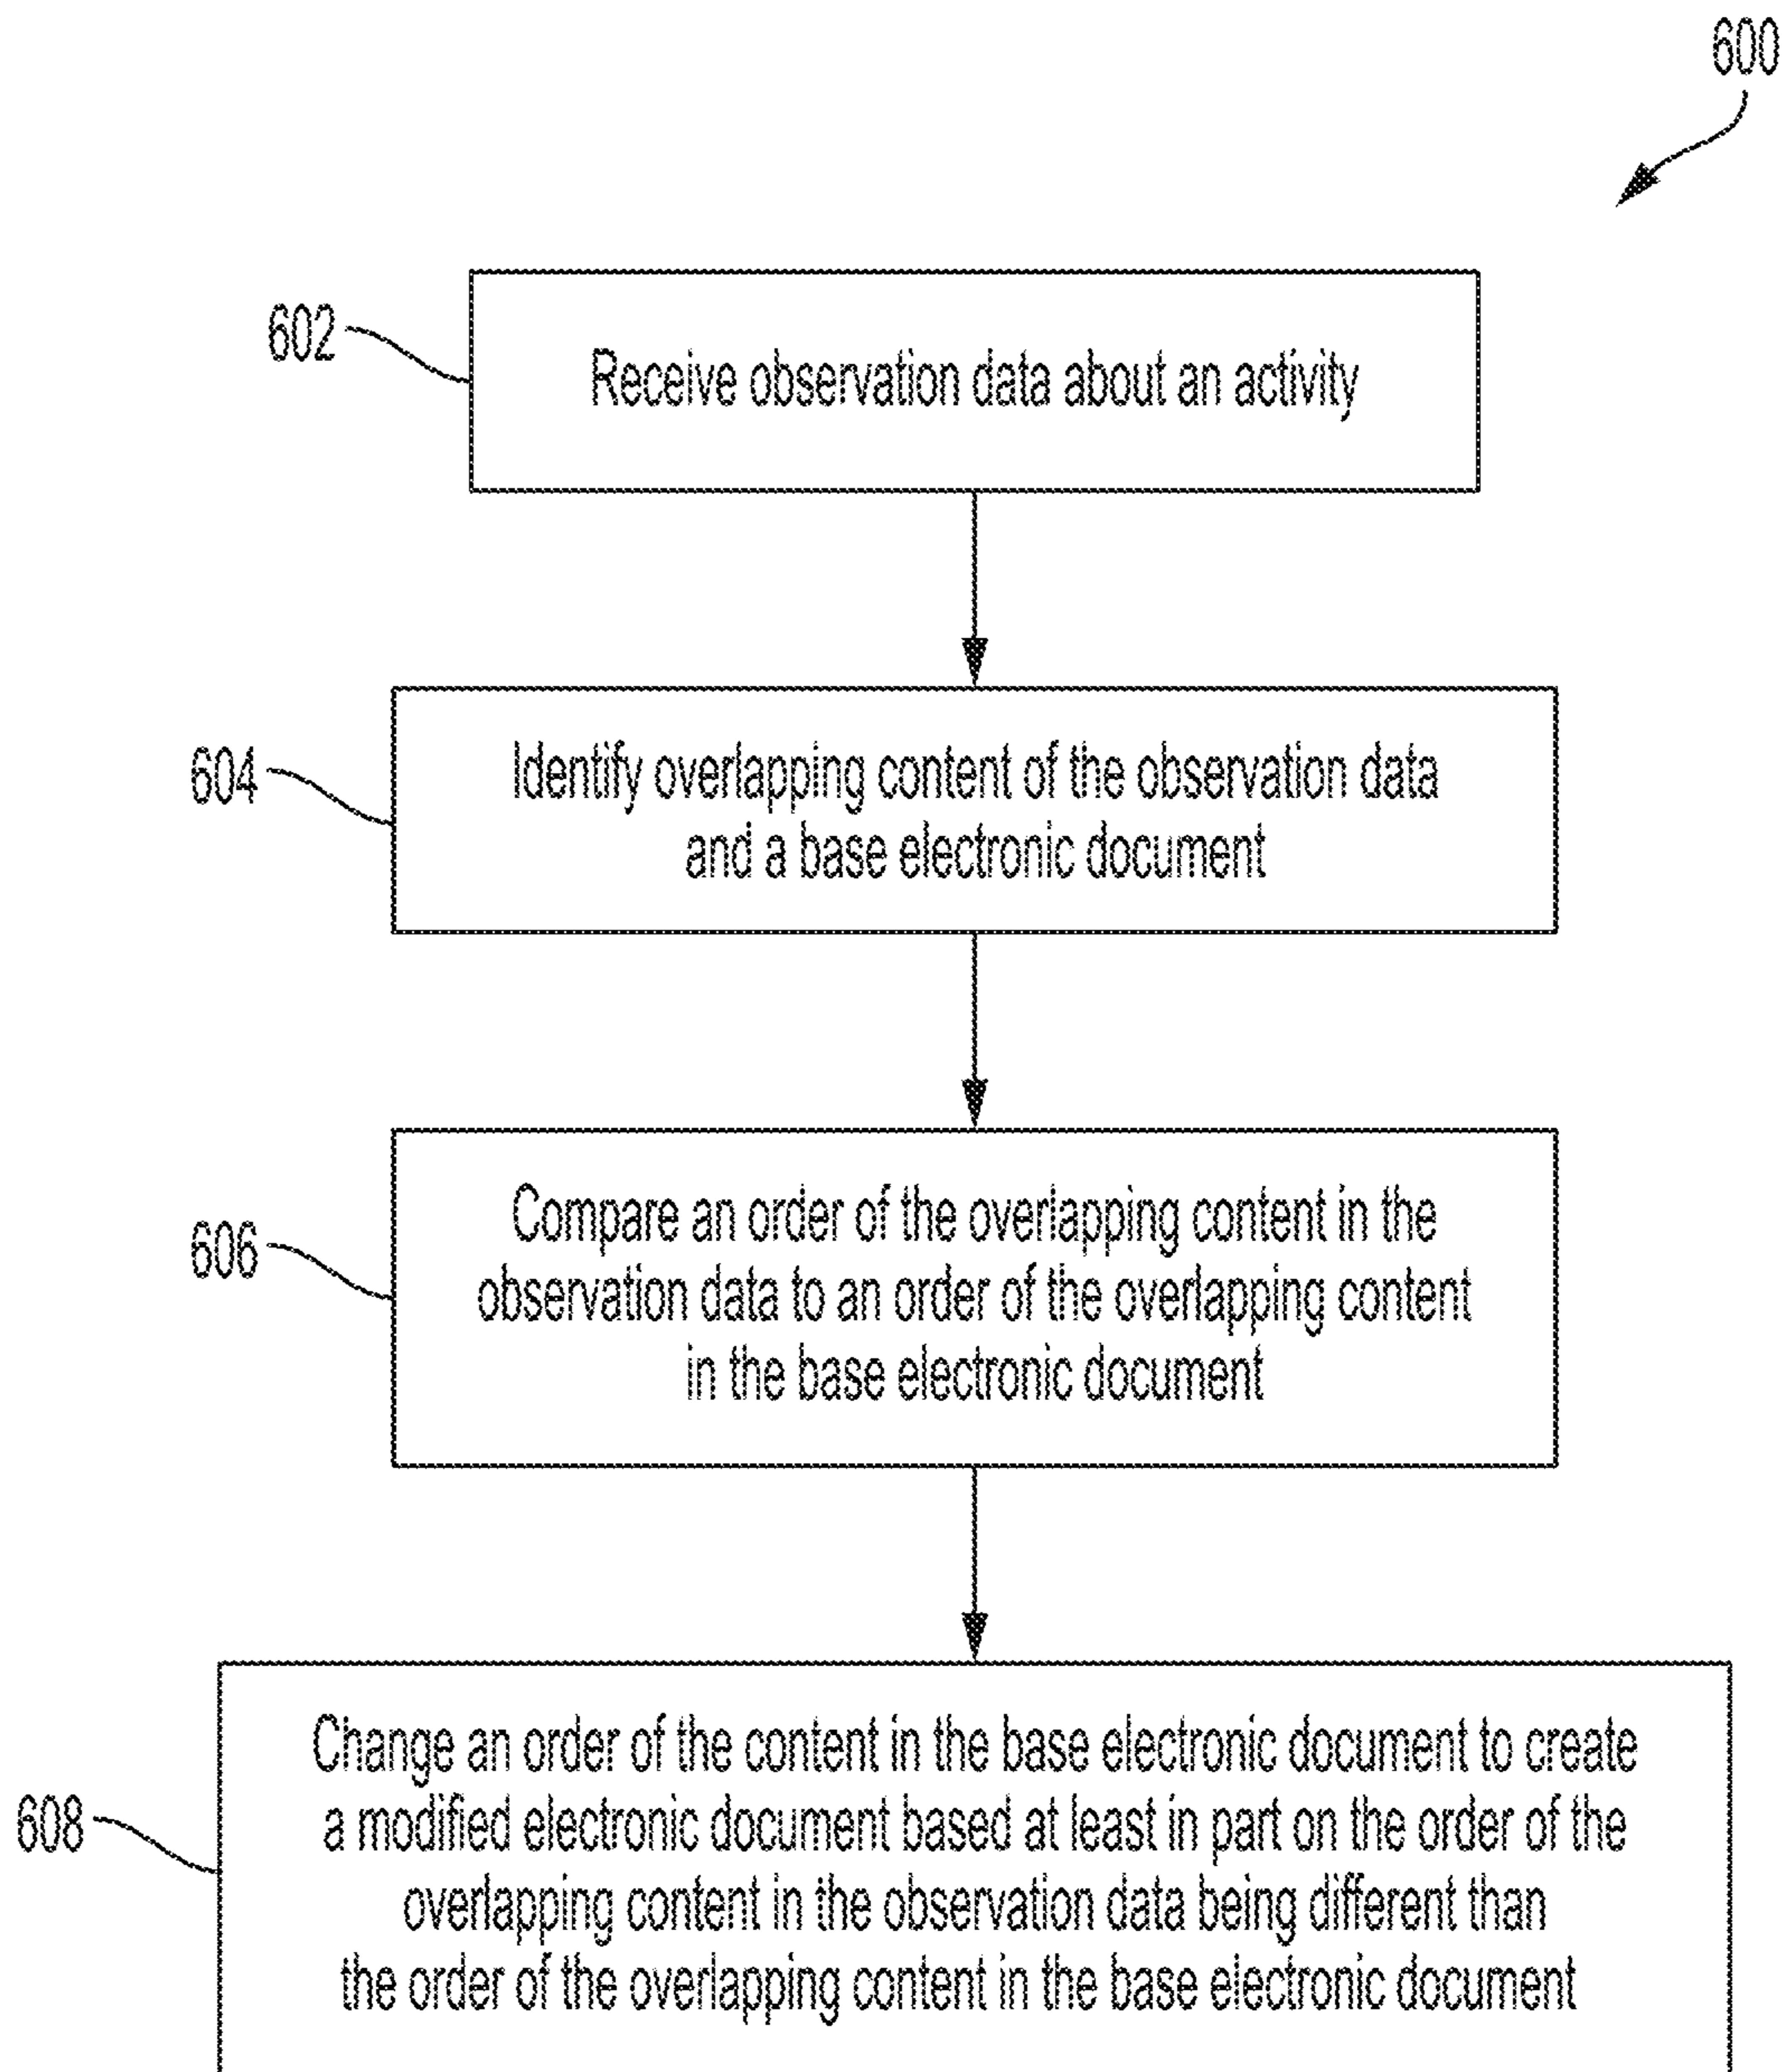 600
602
Receive observation data about an activity
604
Identify overlapping content of the observation data
and a base electronic document
606
Compare an order of the overlapping content in the
observation data to an order of the overlapping content
in the base electronic document
608
Change an order of the content in the base electronic document to create
a modified electronic document based at least in part on the order of the
overlapping content in the observation data being different than
the order of the overlapping content in the base electronic document